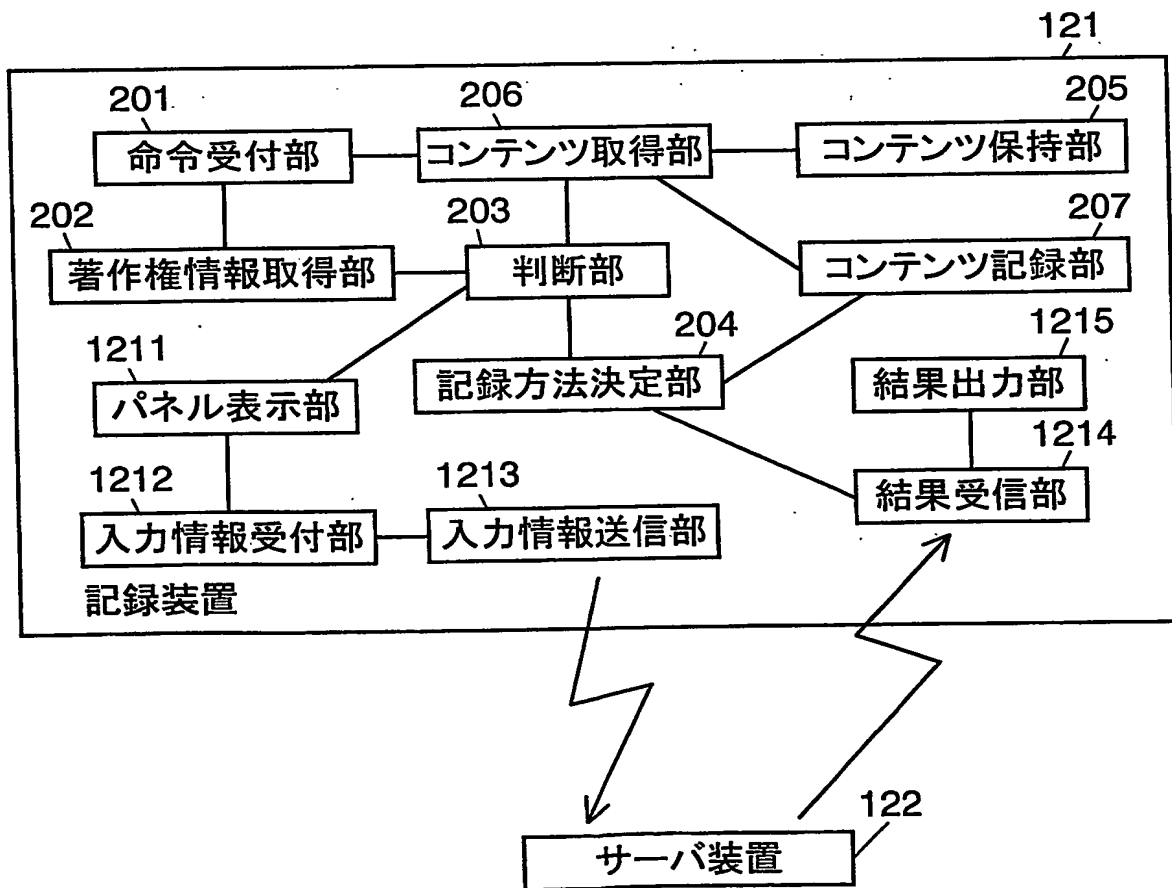 121
201
206
205
命令受付部
コンテンツ取得部
コンテンツ保持部
202
203
207
著作権情報取得部
判断部
コンテンツ記録部
1211
204
1215
パネル表示部
記録方法決定部
結果出力部
1212
1213
1214
入力情報受付部
入力情報送信部
結果受信部
記録装置
サーバ装置
122